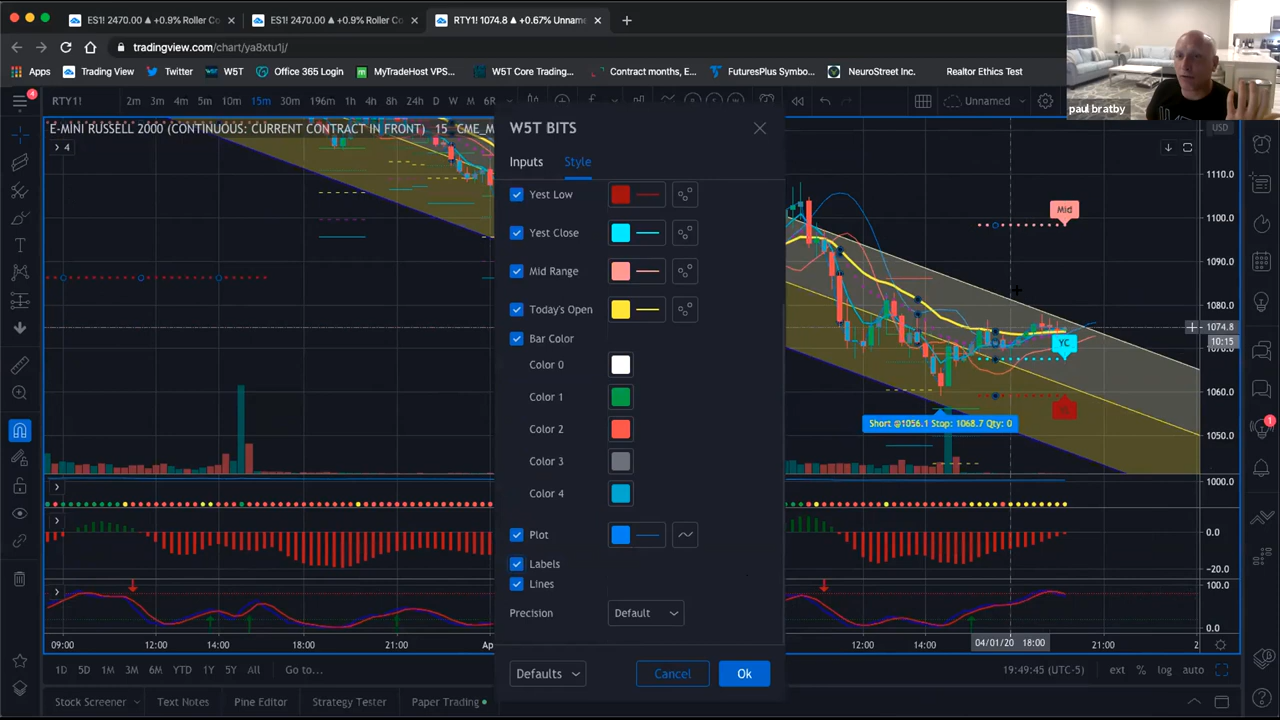 ES1! 2470.00 ▲ +0.9% Roller Co
ES1! 2470.00 ▲ +0.9% Roller Co
RTY1! 1074.8 ▲ +0.67% Unnam
tradingview.com/chart/ya8xtu1j/
Apps Trading View Twitter W5T Office 365 Login MyTradeHost VPS... W5T Core Trading... Contract months, E... FuturesPlus Symbo... NeuroStreet Inc. Realtor Ethics Test
paul bratby
4
RTY1! 2m 3m 4m 5m 10m 15m 30m 196m 1h 4h 8h 24h D W M 6R
Unnamed
E-MINI RUSSELL 2000 (CONTINUOUS: CURRENT CONTRACT IN FRONT) 15 CME_M
4
USD
W5T BITS
Inputs Style
Yest Low
Yest Close
Mid Range
Today's Open
Bar Color
Color 0
Color 1
Color 2
Color 3
Color 4
Plot
Labels
Lines
Precision Default
Defaults Cancel Ok
Mid
YC
Short @1056.1 Stop: 1068.7 Qty: 0
1110.0
1100.0
1090.0
1080.0
1074.8
10:15
1070.0
1060.0
1050.0
1000.0
0.0
-20.0
100.0
0.0
1
09:00 12:00 14:00 18:00 21:00 Ap 12:00 14:00 04/01/20 18:00 21:00 2
1D 5D 1M 3M 6M YTD 1Y 5Y All Go to...
19:49:45 (UTC-5) ext % log auto
Stock Screener Text Notes Pine Editor Strategy Tester Paper Trading